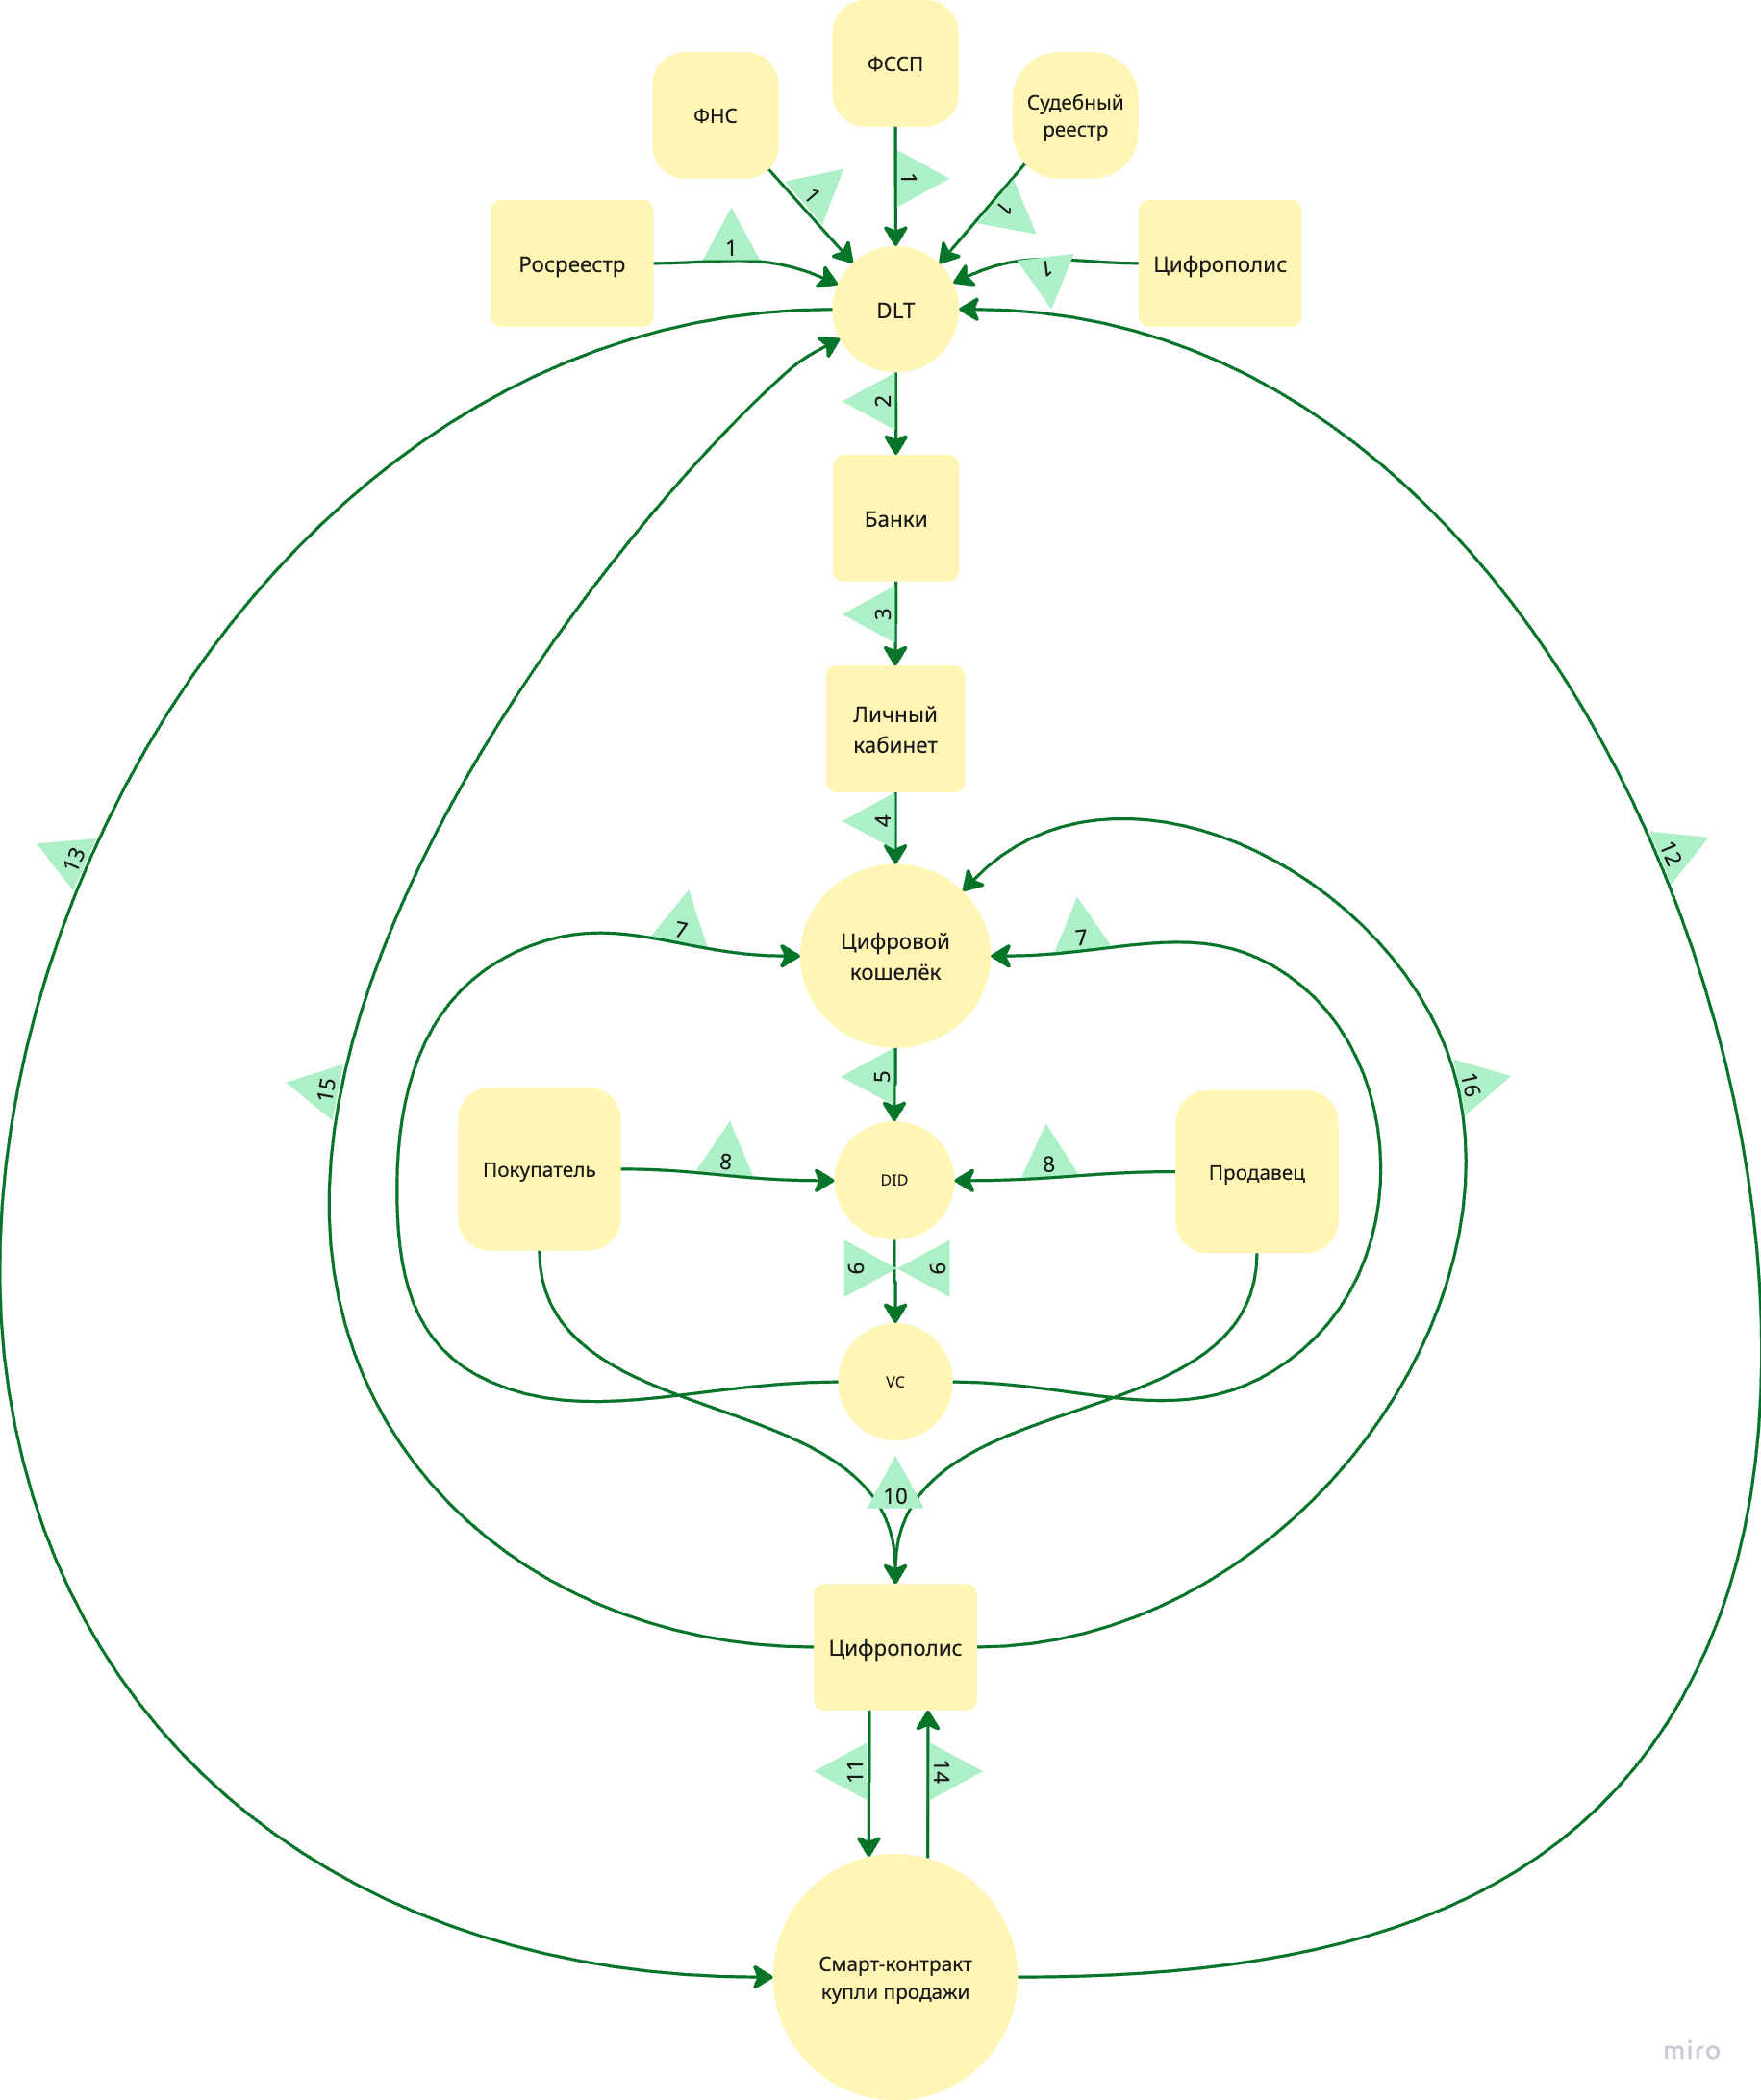 ФССП
ФНС
Судебный
реестр
1
1
1
Росреестр
1
1
Цифрополис
DLT
2
Банки
3
Личный
кабинет
4
13
12
7
7
Цифровой
кошелёк
5
15
16
Покупатель
8
DID
8
Продавец
6
6
VC
10
Цифрополис
11
14
Смарт-контракт
купли продажи
miro